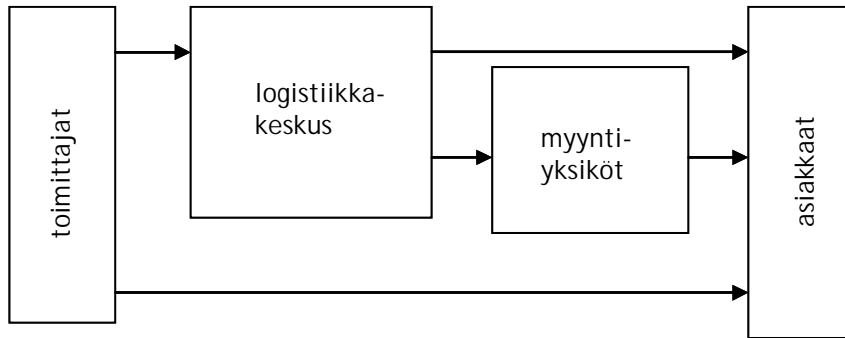 toimittajat
logistiikka-
keskus
myynti-
yksiköt
asiakkaat